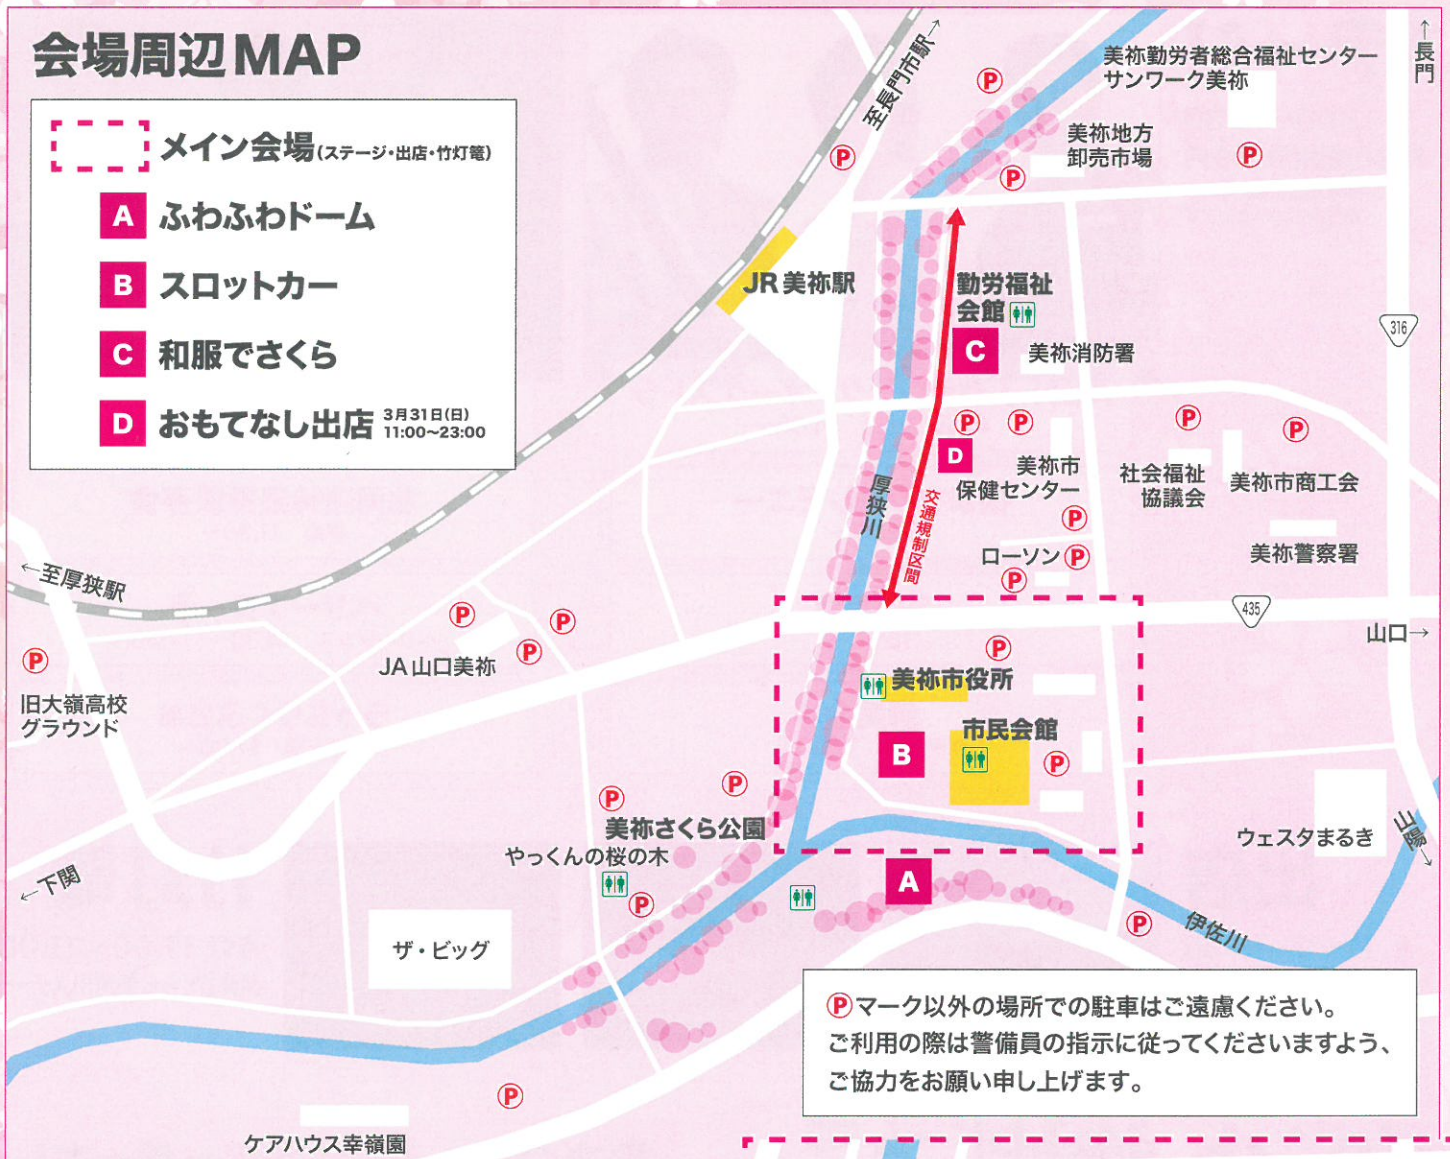 会場周辺MAP
メイン会場(ステージ・出店・竹灯篭)
A ふわふわドーム
B スロットカー
C 和服でさくら
D おもてなし出店 3月31日(日)
11:00~23:00
至長門市駅→
↑長門
美祢勤労者総合福祉センター
サンワーク美祢
P
美祢地方
卸売市場
P
P
P
JR美祢駅
勤労福祉
会館
C
美祢消防署
316
P
P
P
P
D
美祢市
保健センター
社会福祉
協議会
美祢市商工会
厚狭川
交通規制区間
P
ローソン
P
P
美祢警察署
←至厚狭駅
435
山口→
P
P
P
P
JA山口美祢
旧大嶺高校
グラウンド
P
美祢市役所
市民会館
B
P
P
P
美祢さくら公園
やっくんの桜の木
ウェスタまるき
山陽→
←下関
A
P
P
伊佐川
ザ・ビッグ
Pマーク以外の場所での駐車はご遠慮ください。
ご利用の際は警備員の指示に従ってくださいますよう、
ご協力をお願い申し上げます。
P
ケアハウス幸嶺園